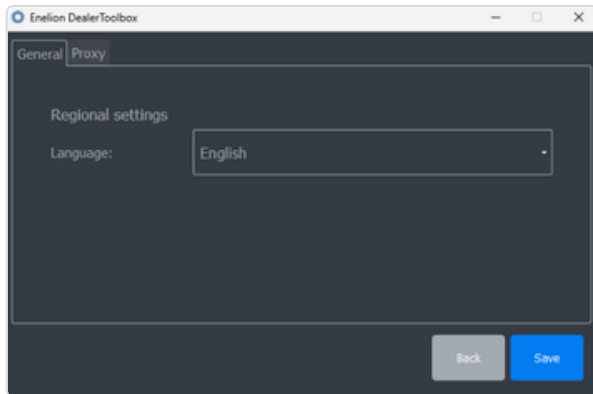 Enelion DealerToolbox
General Proxy
Regional settings
Language: English
Back Save